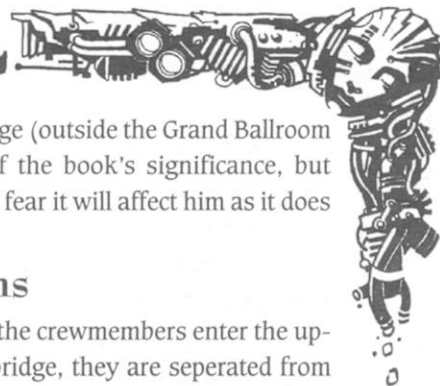 ge (outside the Grand Ballroom
f the book's significance, but
fear it will affect him as it does
ns
the crewmembers enter the up-
bridge, they are seperated from